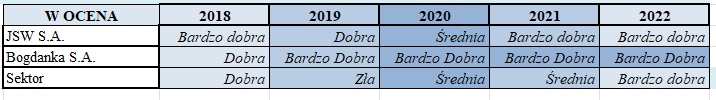 W OCENA 2018 2019 2020 2021 2022
JSW S.A. Bardzo dobra Dobra Średnia Bardzo dobra Bardzo dobra
Bogdanka S.A. Dobra Bardzo Dobra Bardzo Dobra Bardzo Dobra Bardzo Dobra
Sektor Dobra Zla Średnia Średnia Bardzo dobra